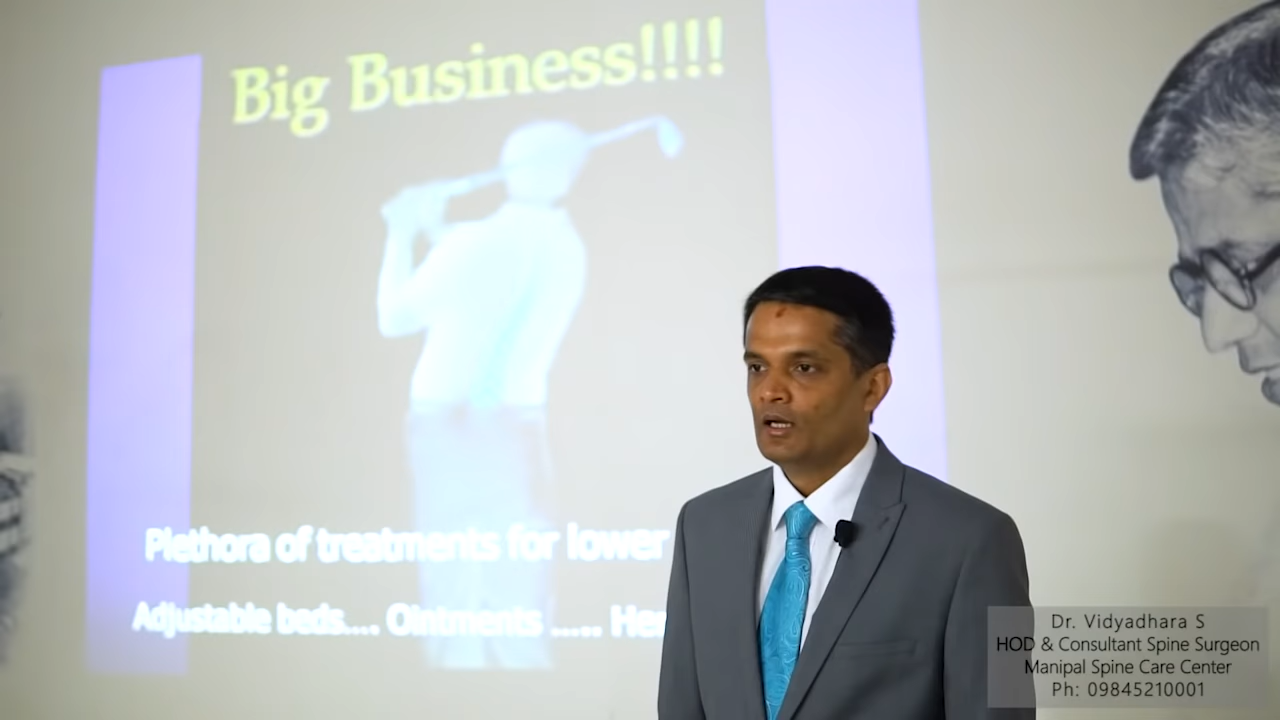 Big Business!!!!
Plethora of treatments for lower
Adjustable beds.... Ointments .....
Dr. Vidyadhara S
HOD & Consultant Spine Surgeon
Manipal Spine Care Center
Ph: 09845210001